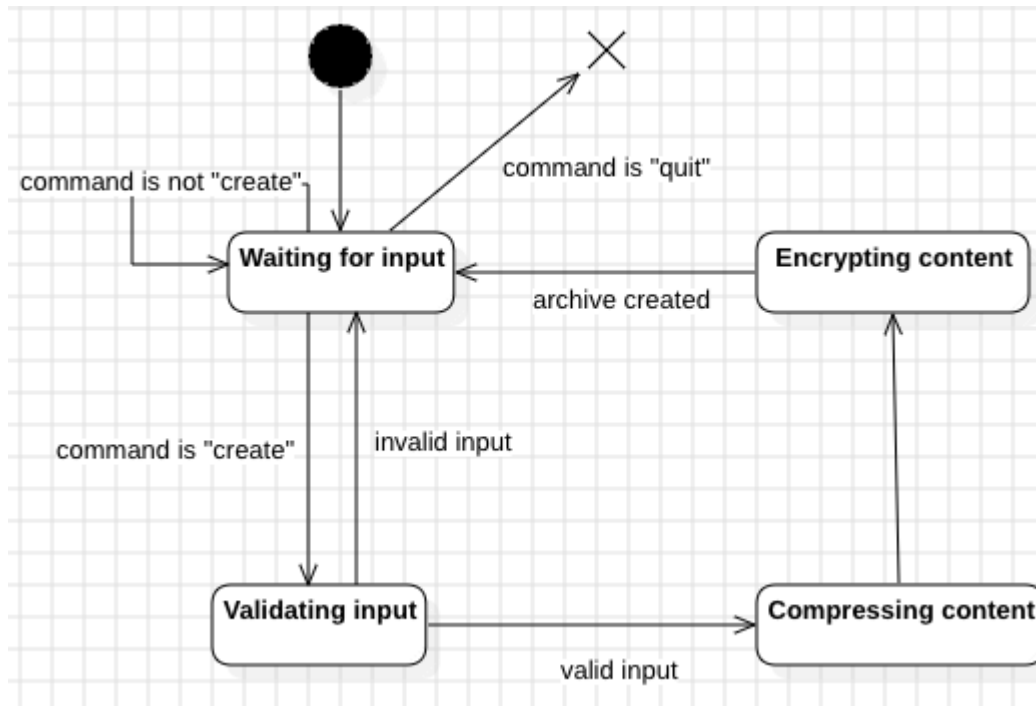 command is "quit"
command is not "create"
Waiting for input
Encrypting content
archive created
command is "create"
invalid input
Validating input
Compressing content
valid input